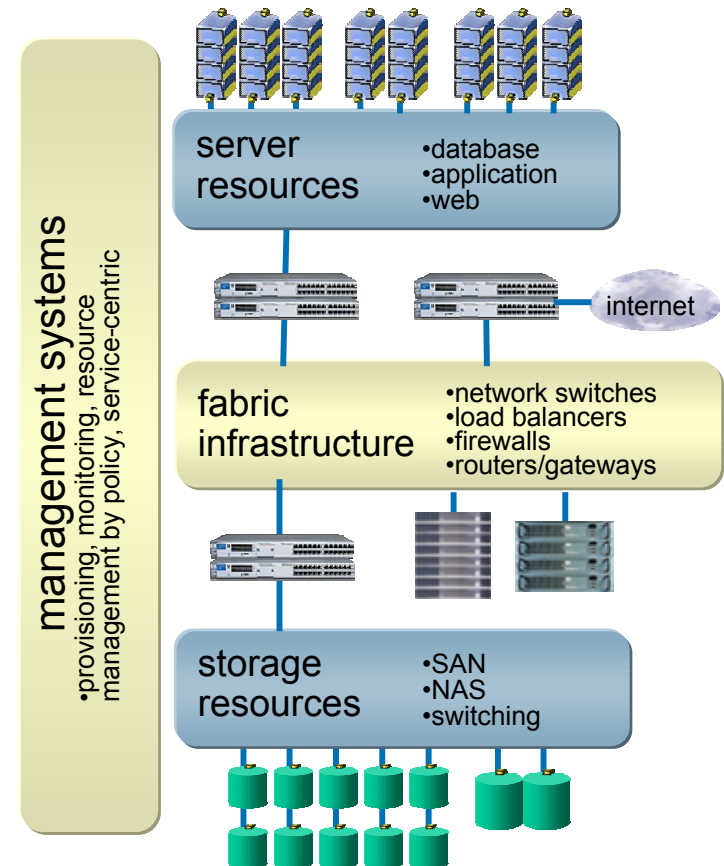 management systems
•provisioning, monitoring, resource
management by policy, service-centric
server
resources
•database
•application
•web
internet
fabric
infrastructure
•network switches
•load balancers
•firewalls
•routers/gateways
storage
resources
•SAN
•NAS
•switching